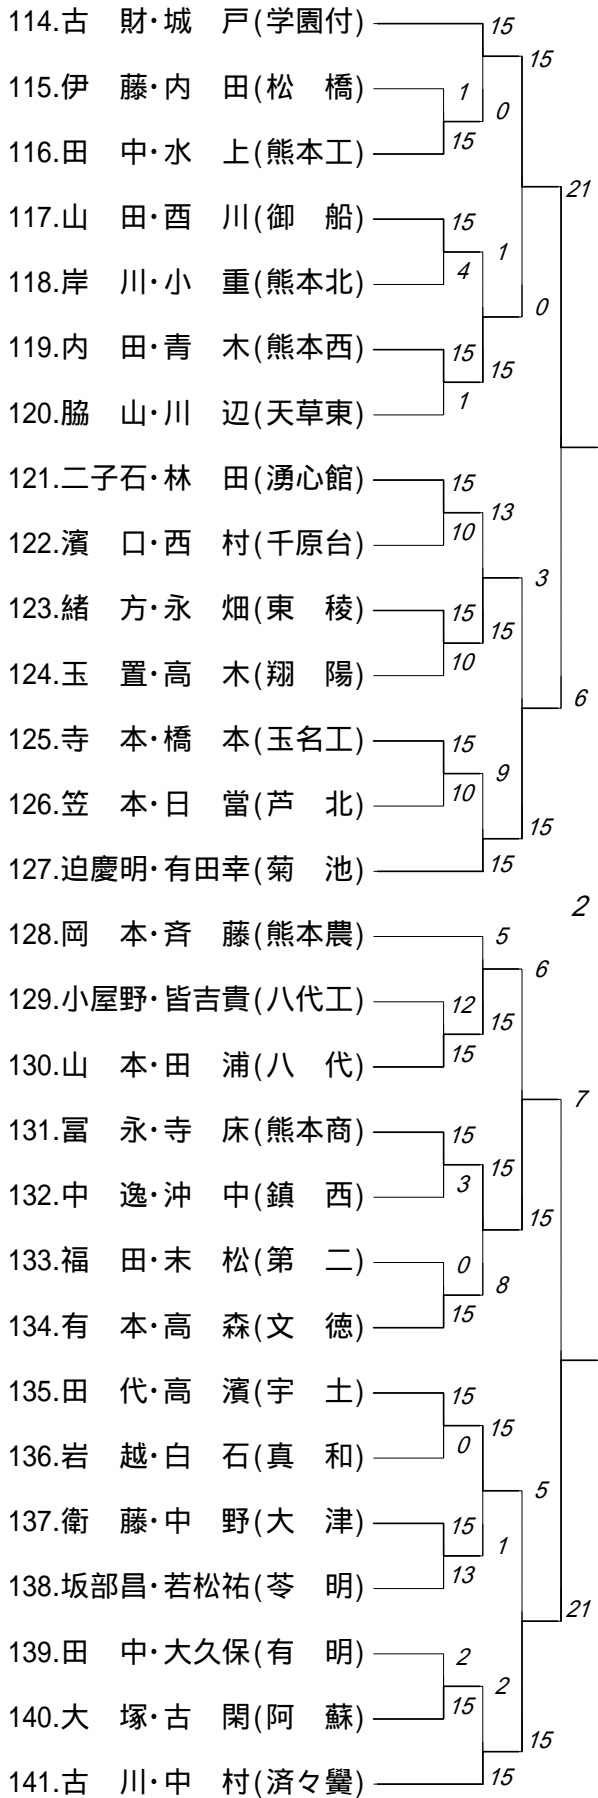 114.古　財・城　戸(学園付)
15
15
115.伊　藤・内　田(松　橋)
1
0
116.田　中・水　上(熊本工)
15
21
117.山　田・酉　川(御　船)
15
1
118.岸　川・小　重(熊本北)
4
0
119.内　田・青　木(熊本西)
15
15
120.脇　山・川　辺(天草東)
1
121.二子石・林　田(湧心館)
15
13
122.濱　口・西　村(千原台)
10
3
123.緒　方・永　畑(東　稜)
15
15
124.玉　置・高　木(翔　陽)
10
6
125.寺　本・橋　本(玉名工)
15
9
126.笠　本・日　當(芦　北)
10
15
127.迫慶明・有田幸(菊　池)
15
2
128.岡　本・斉　藤(熊本農)
5
6
129.小屋野・皆吉貴(八代工)
12
15
130.山　本・田　浦(八　代)
15
7
131.冨　永・寺　床(熊本商)
15
15
132.中　逸・沖　中(鎮　西)
3
15
133.福　田・末　松(第　二)
0
8
134.有　本・高　森(文　徳)
15
135.田　代・高　濱(宇　土)
15
15
136.岩　越・白　石(真　和)
0
5
137.衛　藤・中　野(大　津)
15
1
138.坂部昌・若松祐(苓　明)
13
21
139.田　中・大久保(有　明)
2
2
140.大　塚・古　閑(阿　蘇)
15
15
141.古　川・中　村(済々黌)
15